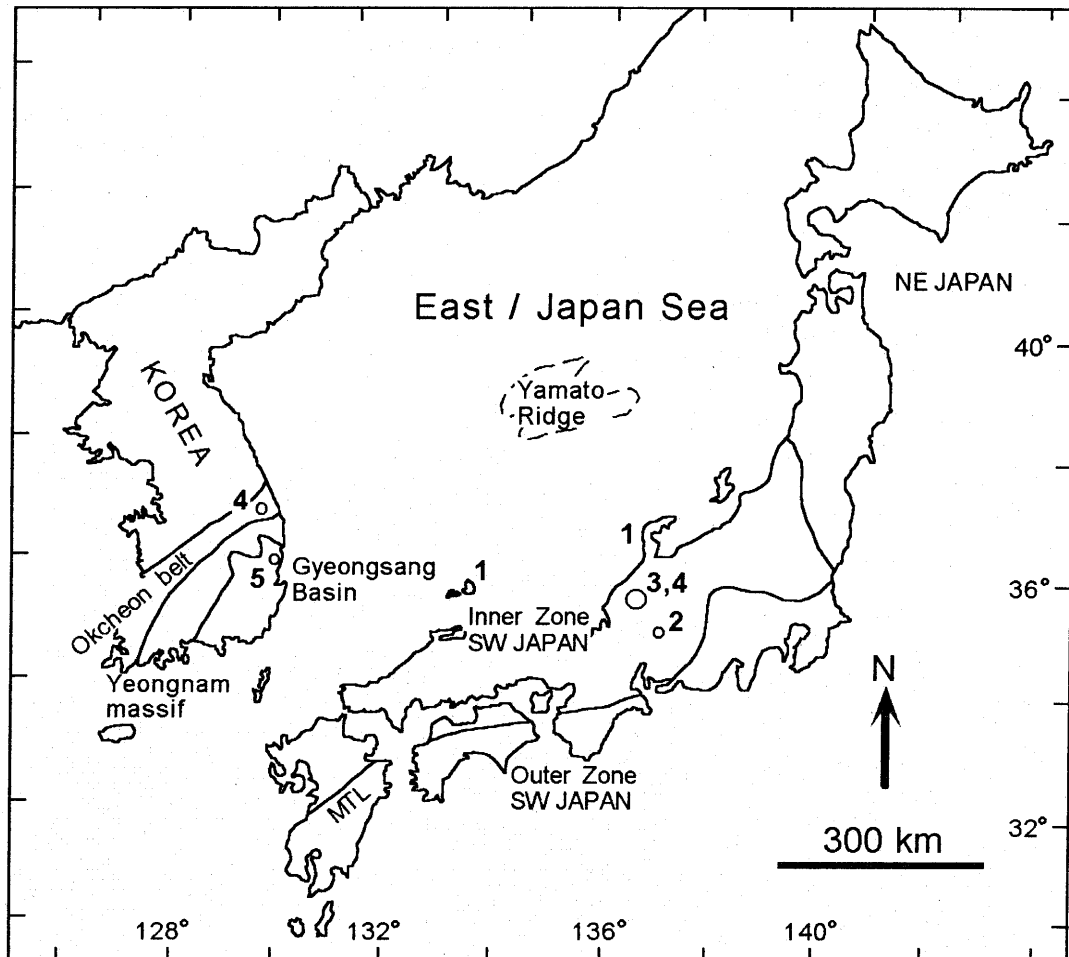 NE JAPAN
East / Japan Sea
40°
KOREA
Yamato
Ridge
4
1
Gyeongsang
Basin
5
1
3,4
36°
Okcheon belt
2
Inner Zone
SW JAPAN
Yeongnam
massif
N
Outer Zone
SW JAPAN
MTL
32°
300 km
128°
132°
136°
140°